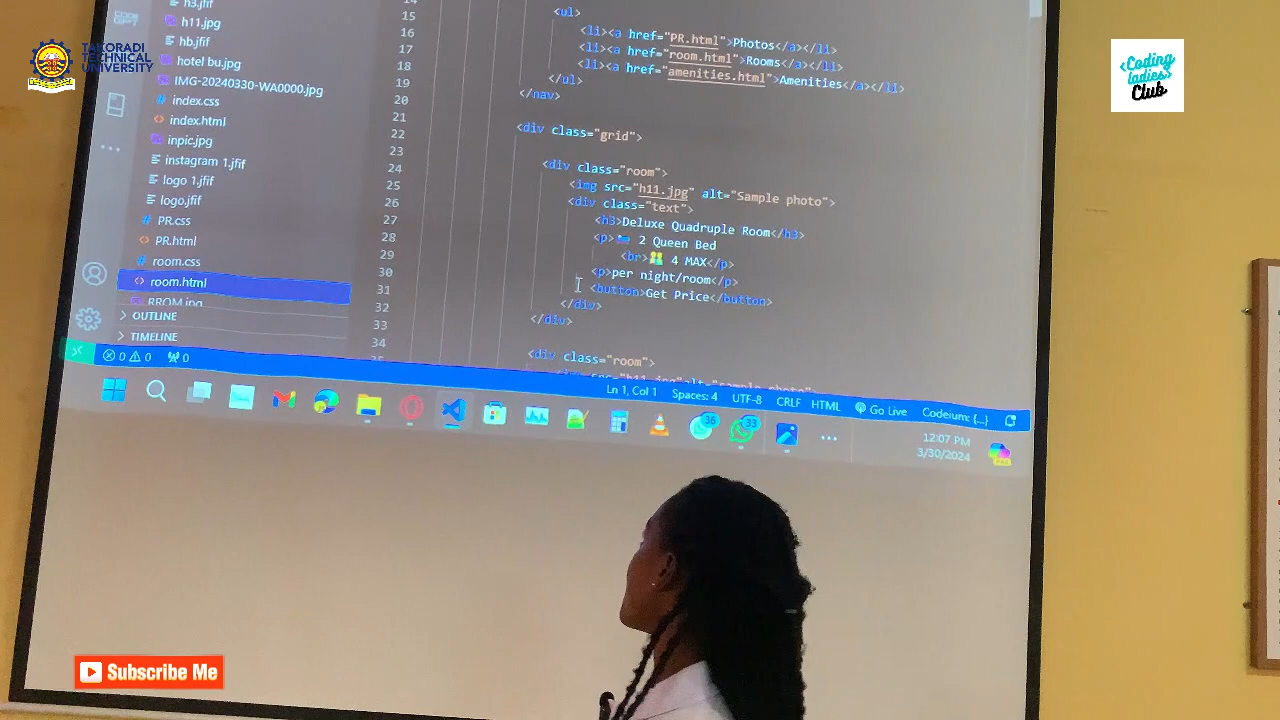 TAKORADI
TECHNICAL
UNIVERSITY
Coding
ladies
Club
h3.jfif
h11.jpg
hb.jfif
hotel bu.jpg
IMG-20240330-WA0000.jpg
index.css
index.html
inpic.jpg
instagram 1.jfif
logo 1.jfif
logo.jfif
PR.css
PR.html
room.css
room.html
RROM.jpg
OUTLINE
TIMELINE
14
15 <ul>
16 <li><a href="PR.html">Photos</a></li>
17 <li><a href="room.html">Rooms</a></li>
18 <li><a href="amenities.html">Amenities</a></li>
19 </ul>
20 </nav>
21
22 <div class="grid">
23
24 <div class="room">
25 <img src="h11.jpg" alt="Sample photo">
26 <div class="text">
27 <h3>Deluxe Quadruple Room</h3>
28 <p>🛏 2 Queen Bed
29 <br>👥 4 MAX</p>
30 <p>per night/room</p>
31 <button>Get Price</button>
32 </div>
33 </div>
34
35 <div class="room">
0 0 0
Ln 1, Col 1 Spaces: 4 UTF-8 CRLF HTML Go Live Codeium: {...}
36 33
12:07 PM
3/30/2024
Subscribe Me